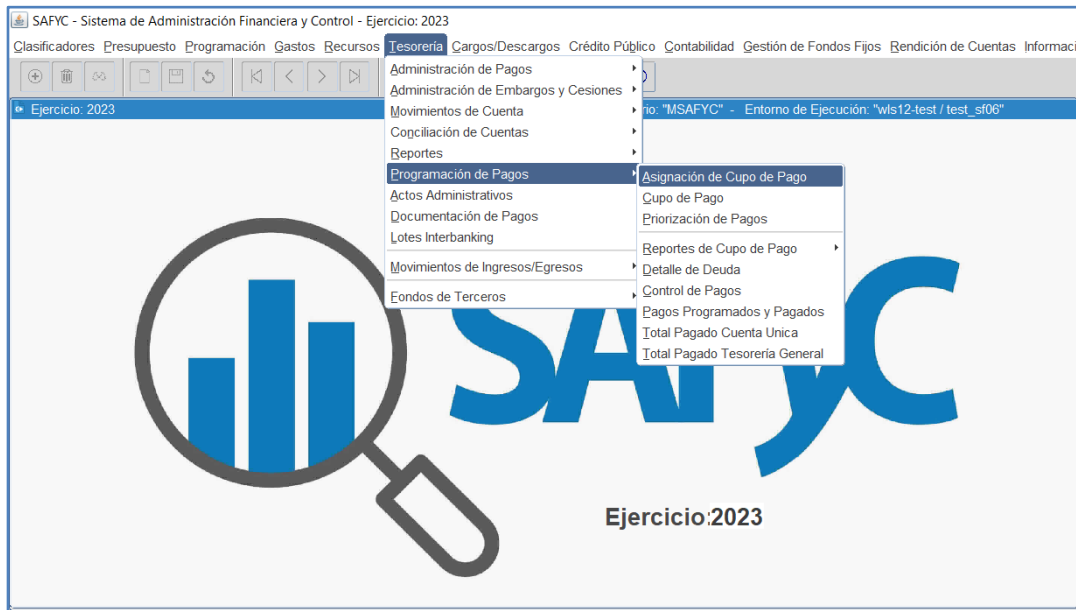 SAFYC - Sistema de Administración Financiera y Control - Ejercicio: 2023
Clasificadores Presupuesto Programación Gastos Recursos Tesorería Cargos/Descargos Crédito Público Contabilidad Gestión de Fondos Fijos Rendición de Cuentas Informaci
Ejercicio: 2023
rio: "MSAFYC" - Entorno de Ejecución: "wls12-test / test_sf06"
Administración de Pagos
Administración de Embargos y Cesiones
Movimientos de Cuenta
Conciliación de Cuentas
Reportes
Programación de Pagos
Actos Administrativos
Documentación de Pagos
Lotes Interbanking
Movimientos de Ingresos/Egresos
Fondos de Terceros
Asignación de Cupo de Pago
Cupo de Pago
Priorización de Pagos
Reportes de Cupo de Pago
Detalle de Deuda
Control de Pagos
Pagos Programados y Pagados
Total Pagado Cuenta Unica
Total Pagado Tesorería General
SAFyC
Ejercicio:2023